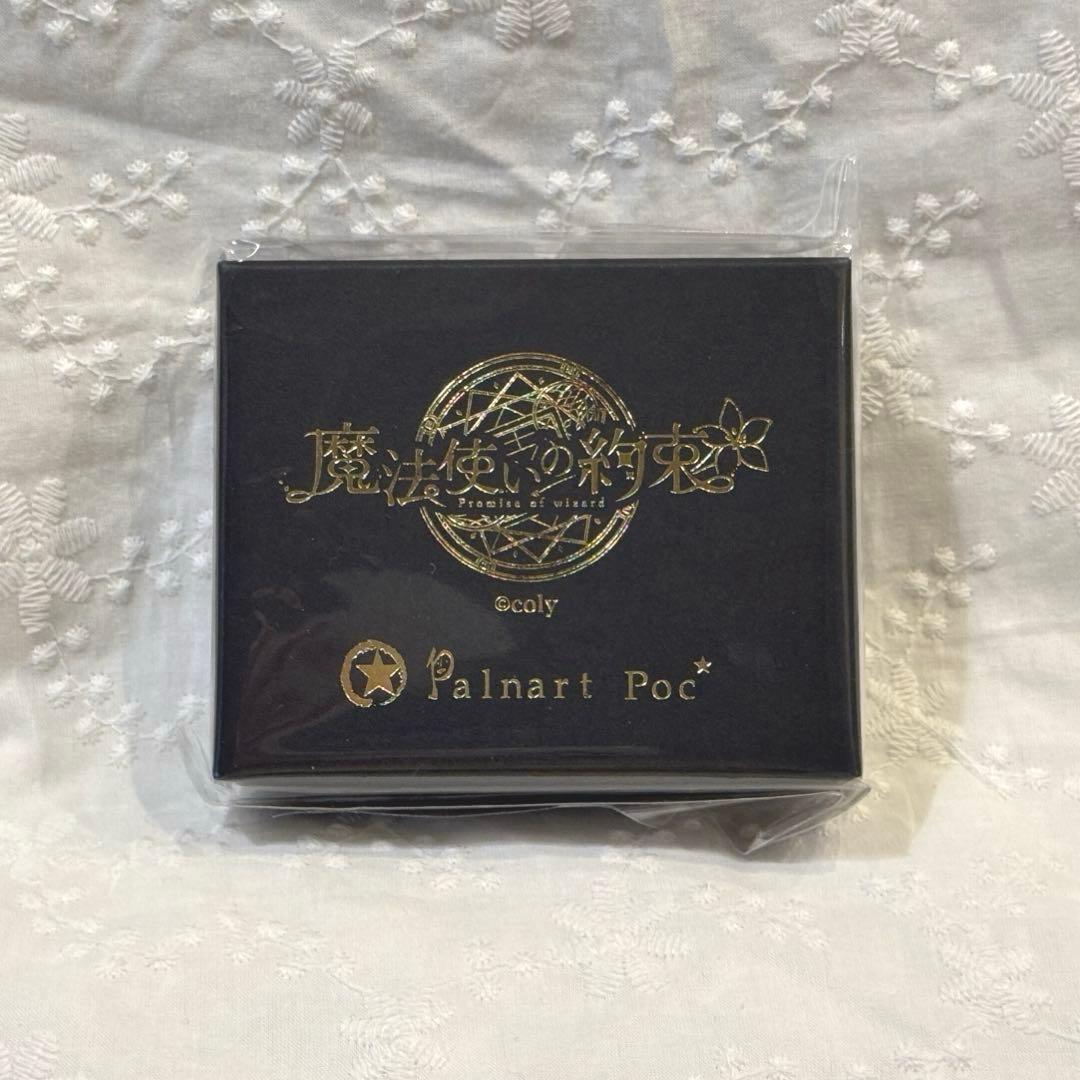 魔法使いの約束
Promise of wizard
©coly
Palnart Poc★